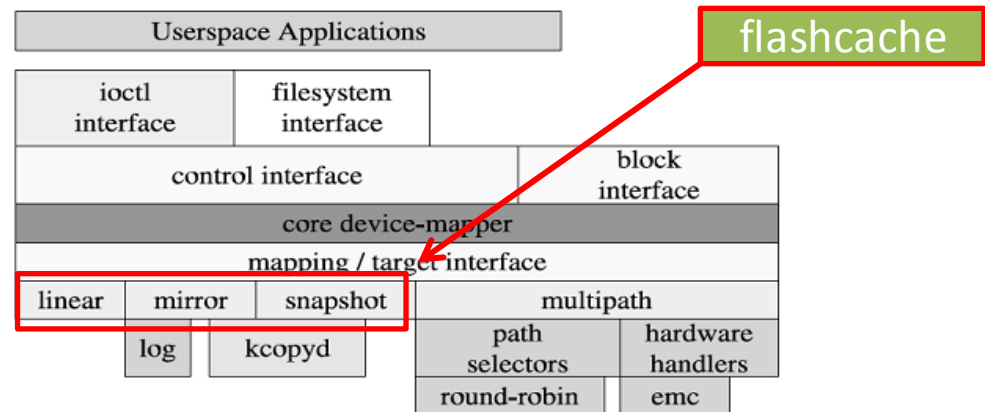 Userspace Applications
flashcache
ioctl
interface
filesystem
interface
control interface
block
interface
core device-mapper
mapping / target interface
linear
mirror
snapshot
multipath
log
kcopyd
path
selectors
hardware
handlers
round-robin
emc